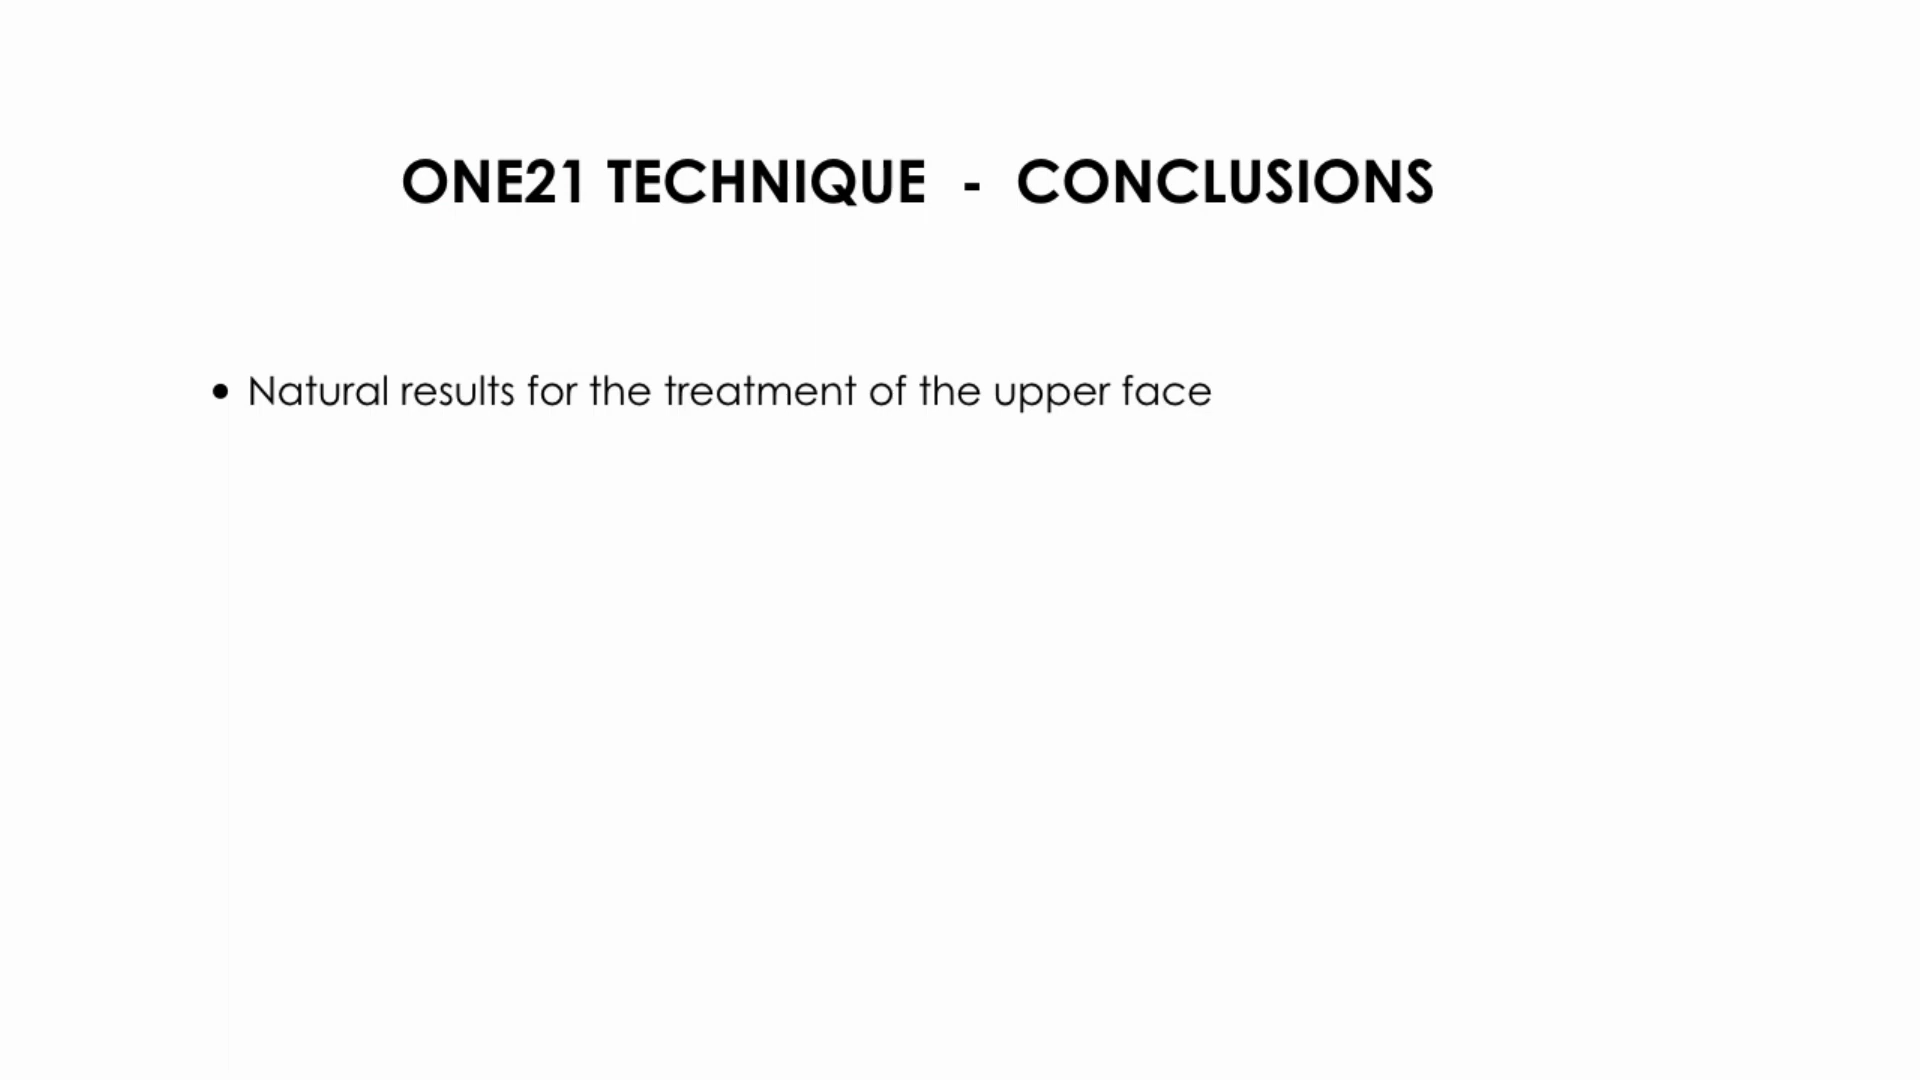 ONE21 TECHNIQUE - CONCLUSIONS
• Natural results for the treatment of the upper face